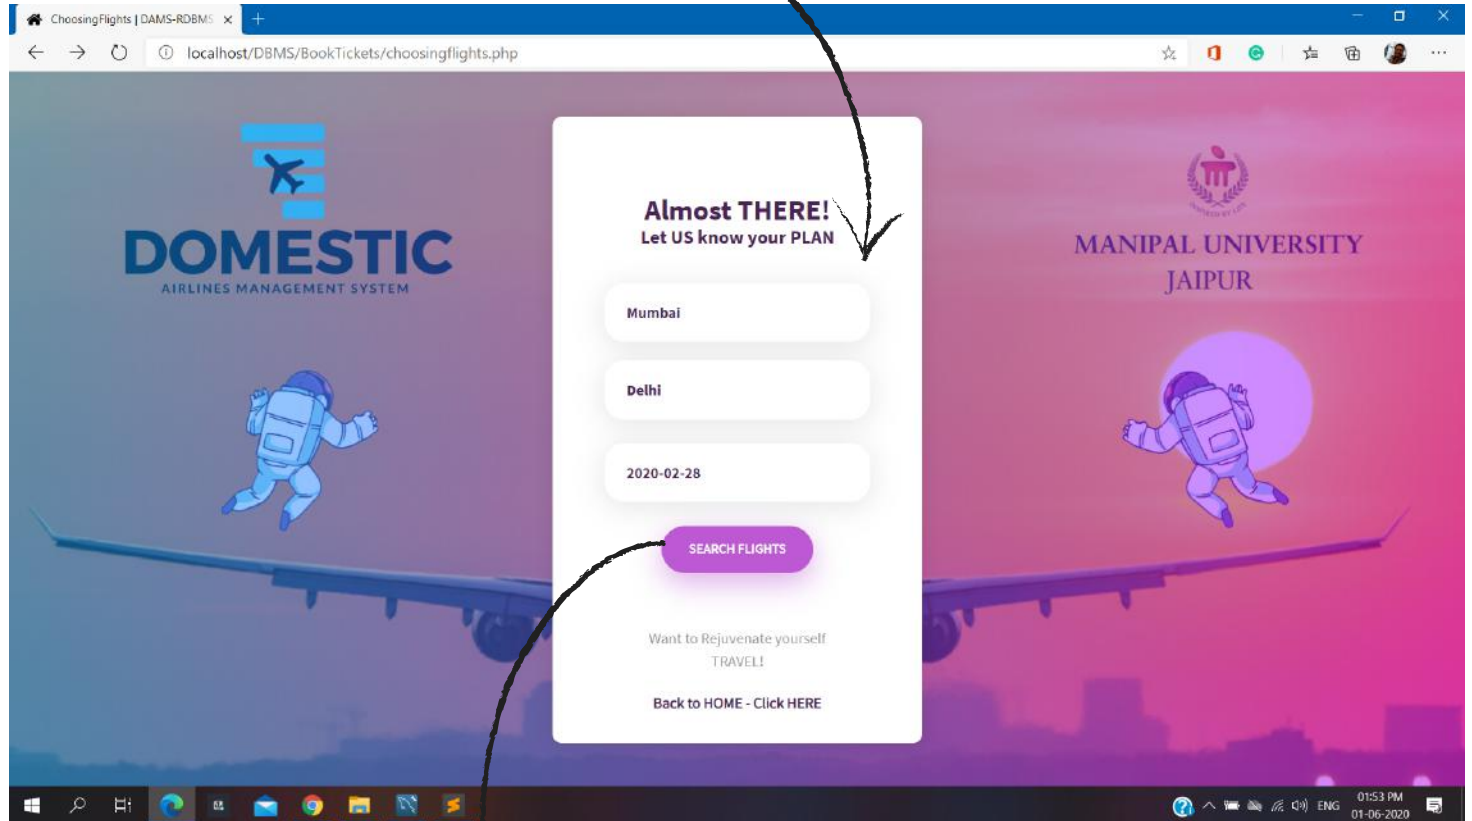 ChoosingFlights | DAMS-RDBMS
localhost/DBMS/BookTickets/choosingflights.php
DOMESTIC
AIRLINES MANAGEMENT SYSTEM
Almost THERE!
Let US know your PLAN
Mumbai
Delhi
2020-02-28
SEARCH FLIGHTS
Want to Rejuvenate yourself
TRAVEL!
Back to HOME - Click HERE
MANIPAL UNIVERSITY
JAIPUR
ENG
01:53 PM
01-06-2020